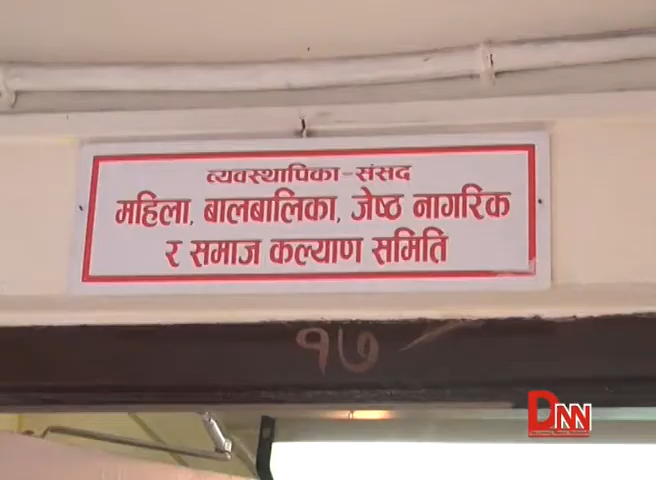 व्यवस्थापिका-संसद
महिला, बालबालिका, जेष्ठ नागरिक
र समाज कल्याण समिति
१७
DNN